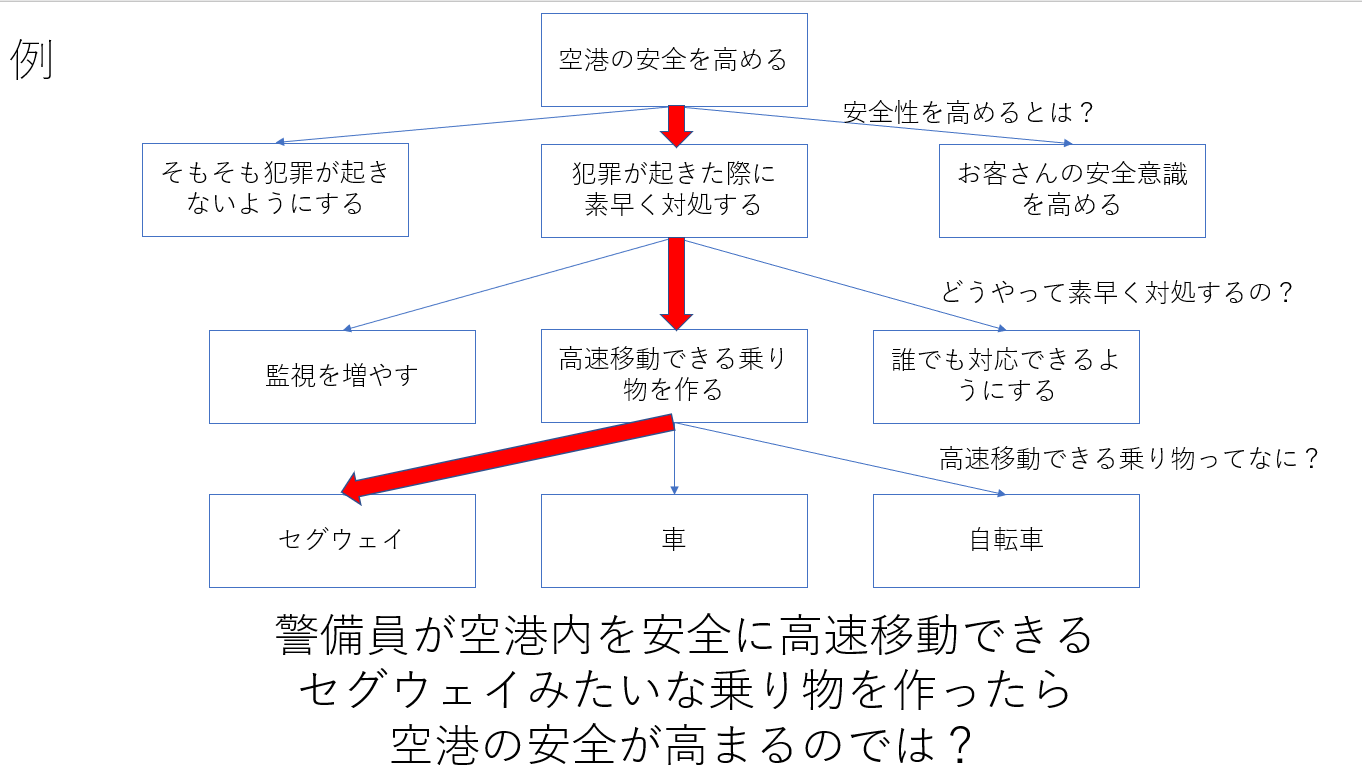 例
空港の安全を高める
安全性を高めるとは？
そもそも犯罪が起き
ないようにする
犯罪が起きた際に
素早く対処する
お客さんの安全意識
を高める
どうやって素早く対処するの？
監視を増やす
高速移動できる乗り
物を作る
誰でも対応できるよ
うにする
高速移動できる乗り物ってなに？
セグウェイ
車
自転車
警備員が空港内を安全に高速移動できる
セグウェイみたいな乗り物を作ったら
空港の安全が高まるのでは？